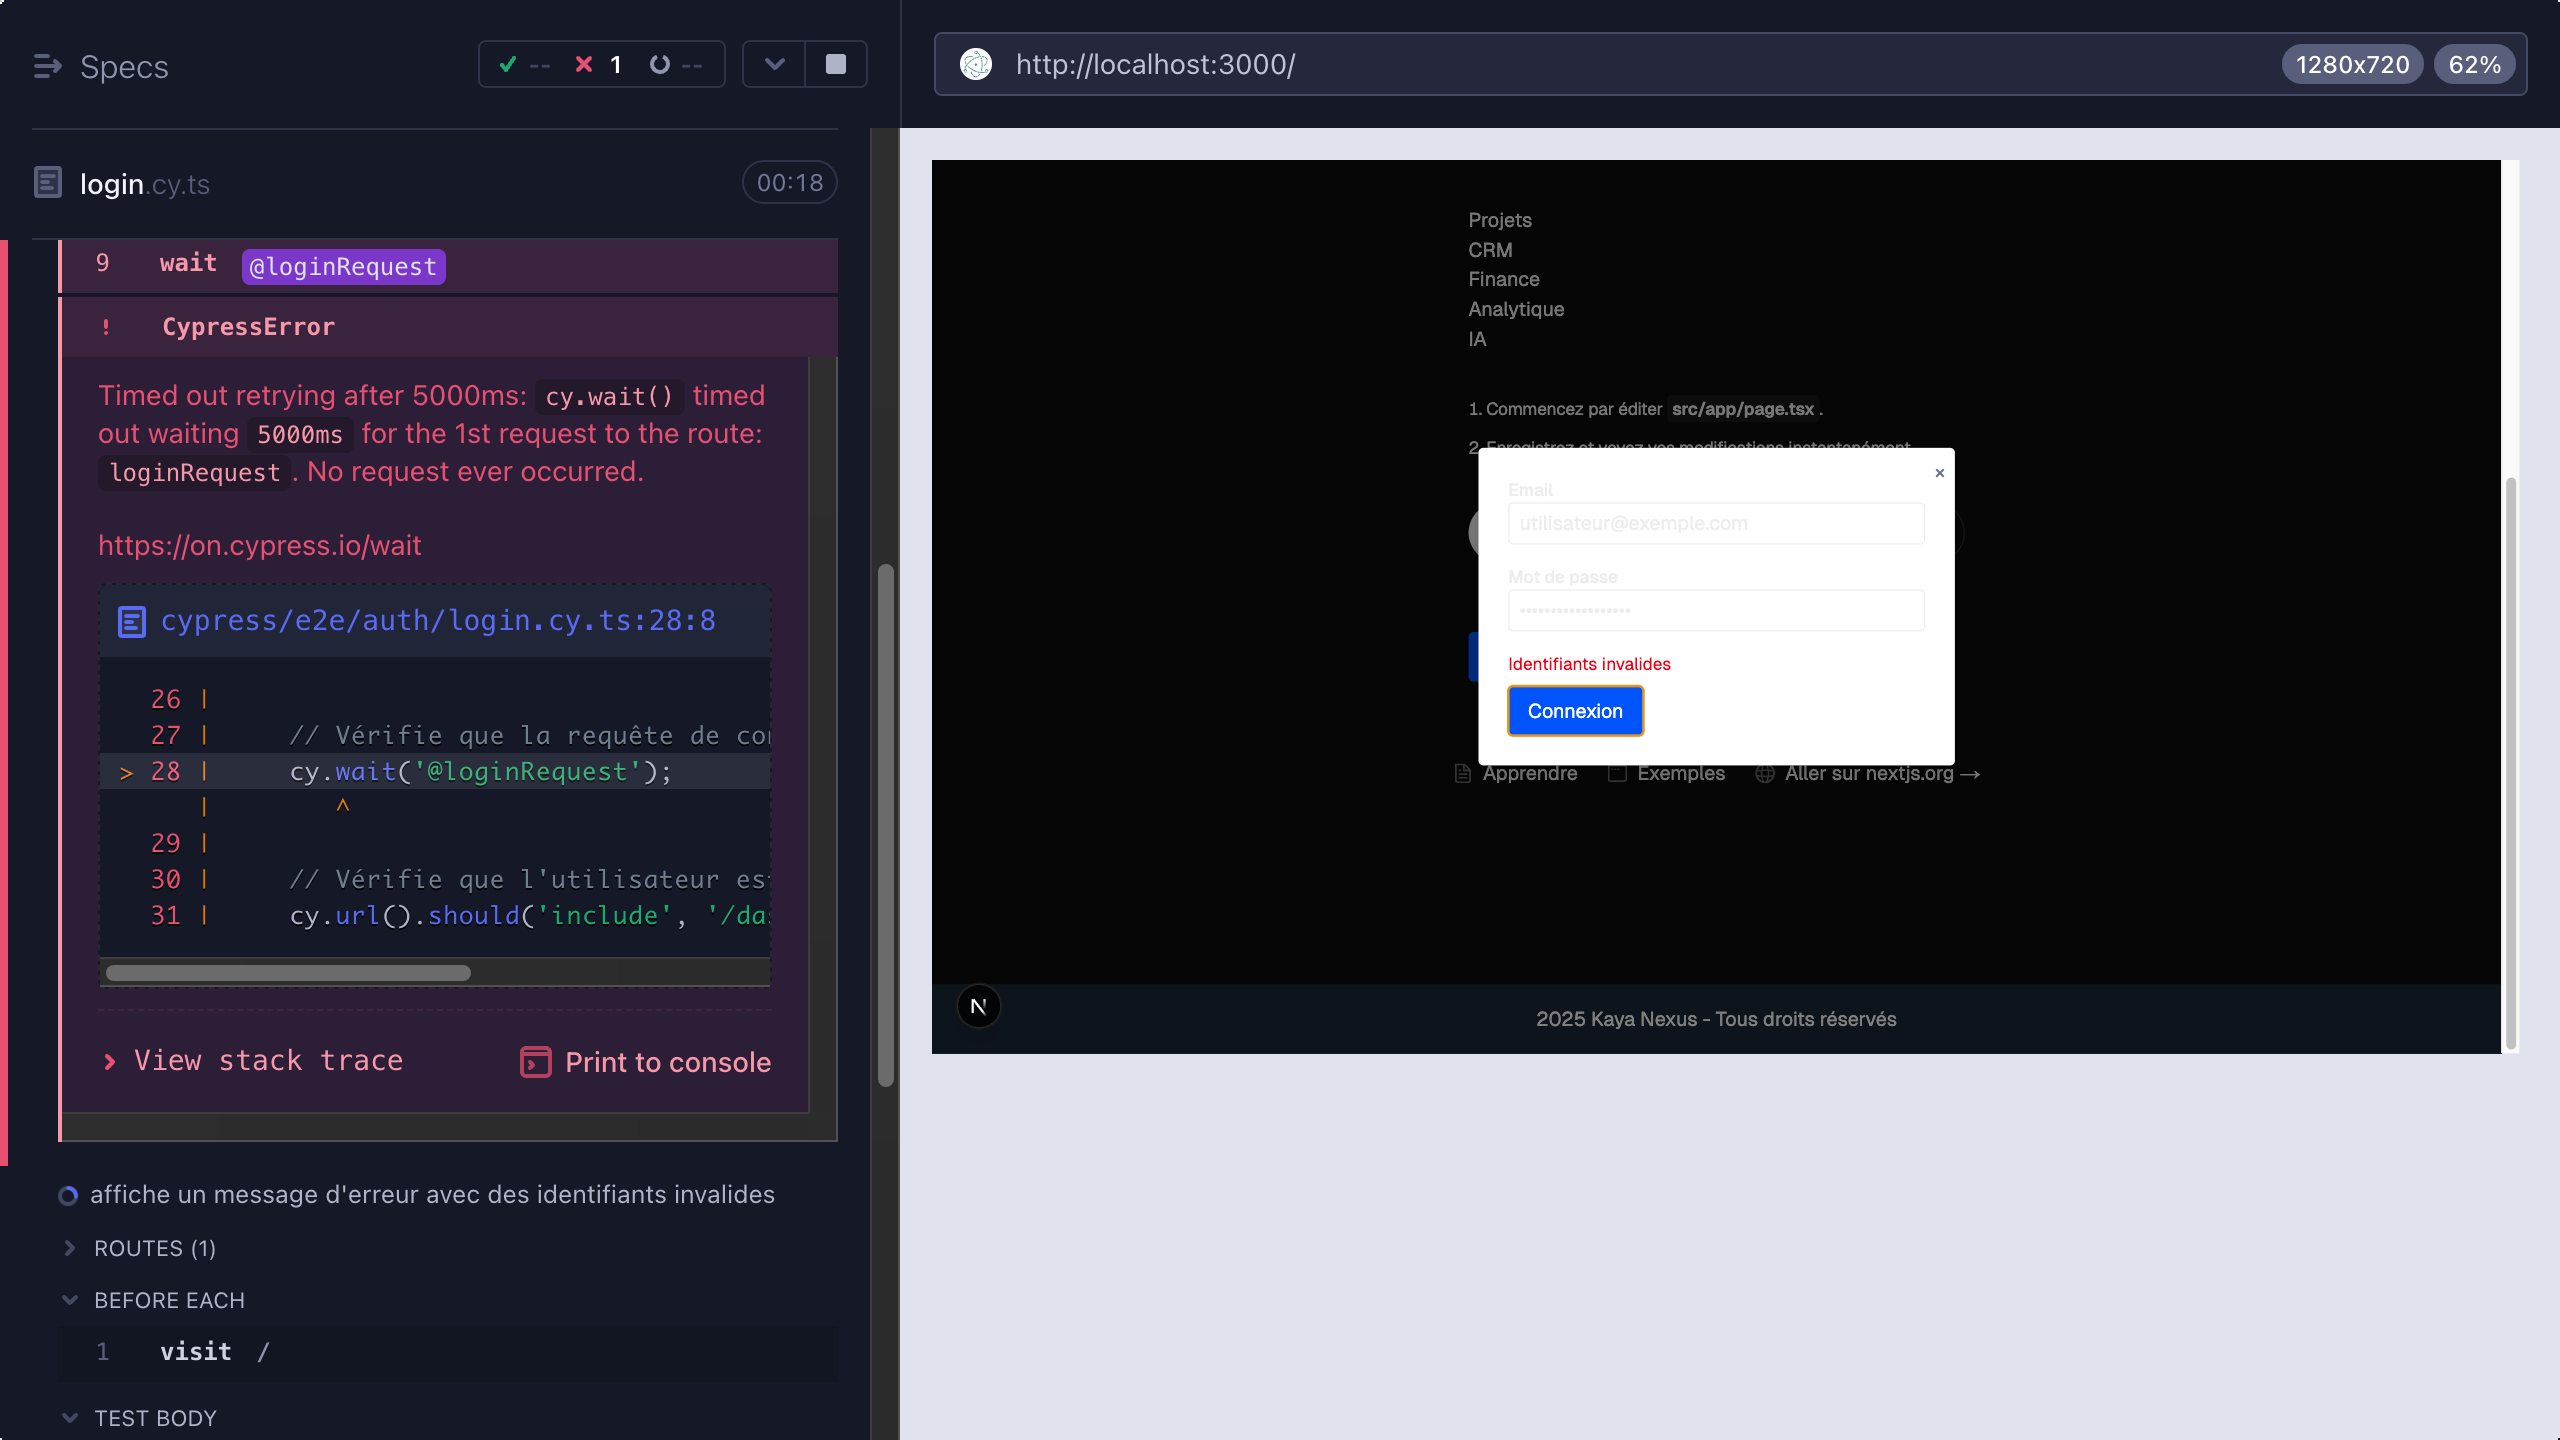 Specs
-- 1 --
login.cy.ts
00:18
9 wait @loginRequest
! CypressError
Timed out retrying after 5000ms: cy.wait() timed
out waiting 5000ms for the 1st request to the route:
loginRequest. No request ever occurred.
https://on.cypress.io/wait
cypress/e2e/auth/login.cy.ts:28:8
26 |
27 | // Vérifie que la requête de
> 28 | cy.wait('@loginRequest');
| ^
29 |
30 | // Vérifie que l'utilisateur
31 | cy.url().should('include', '/da
View stack trace
Print to console
affiche un message d'erreur avec des identifiants invalides
ROUTES (1)
BEFORE EACH
1 visit /
TEST BODY
http://localhost:3000/
1280x720
62%
Projets
CRM
Finance
Analytique
IA
1. Commencez par éditer src/app/page.tsx .
2. Enregistrez et voyez vos modifications instantanément.
×
Email
utilisateur@exemple.com
Mot de passe
••••••••••••••••••
Identifiants invalides
Connexion
Apprendre
Exemples
Aller sur nextjs.org →
N
2025 Kaya Nexus - Tous droits réservés